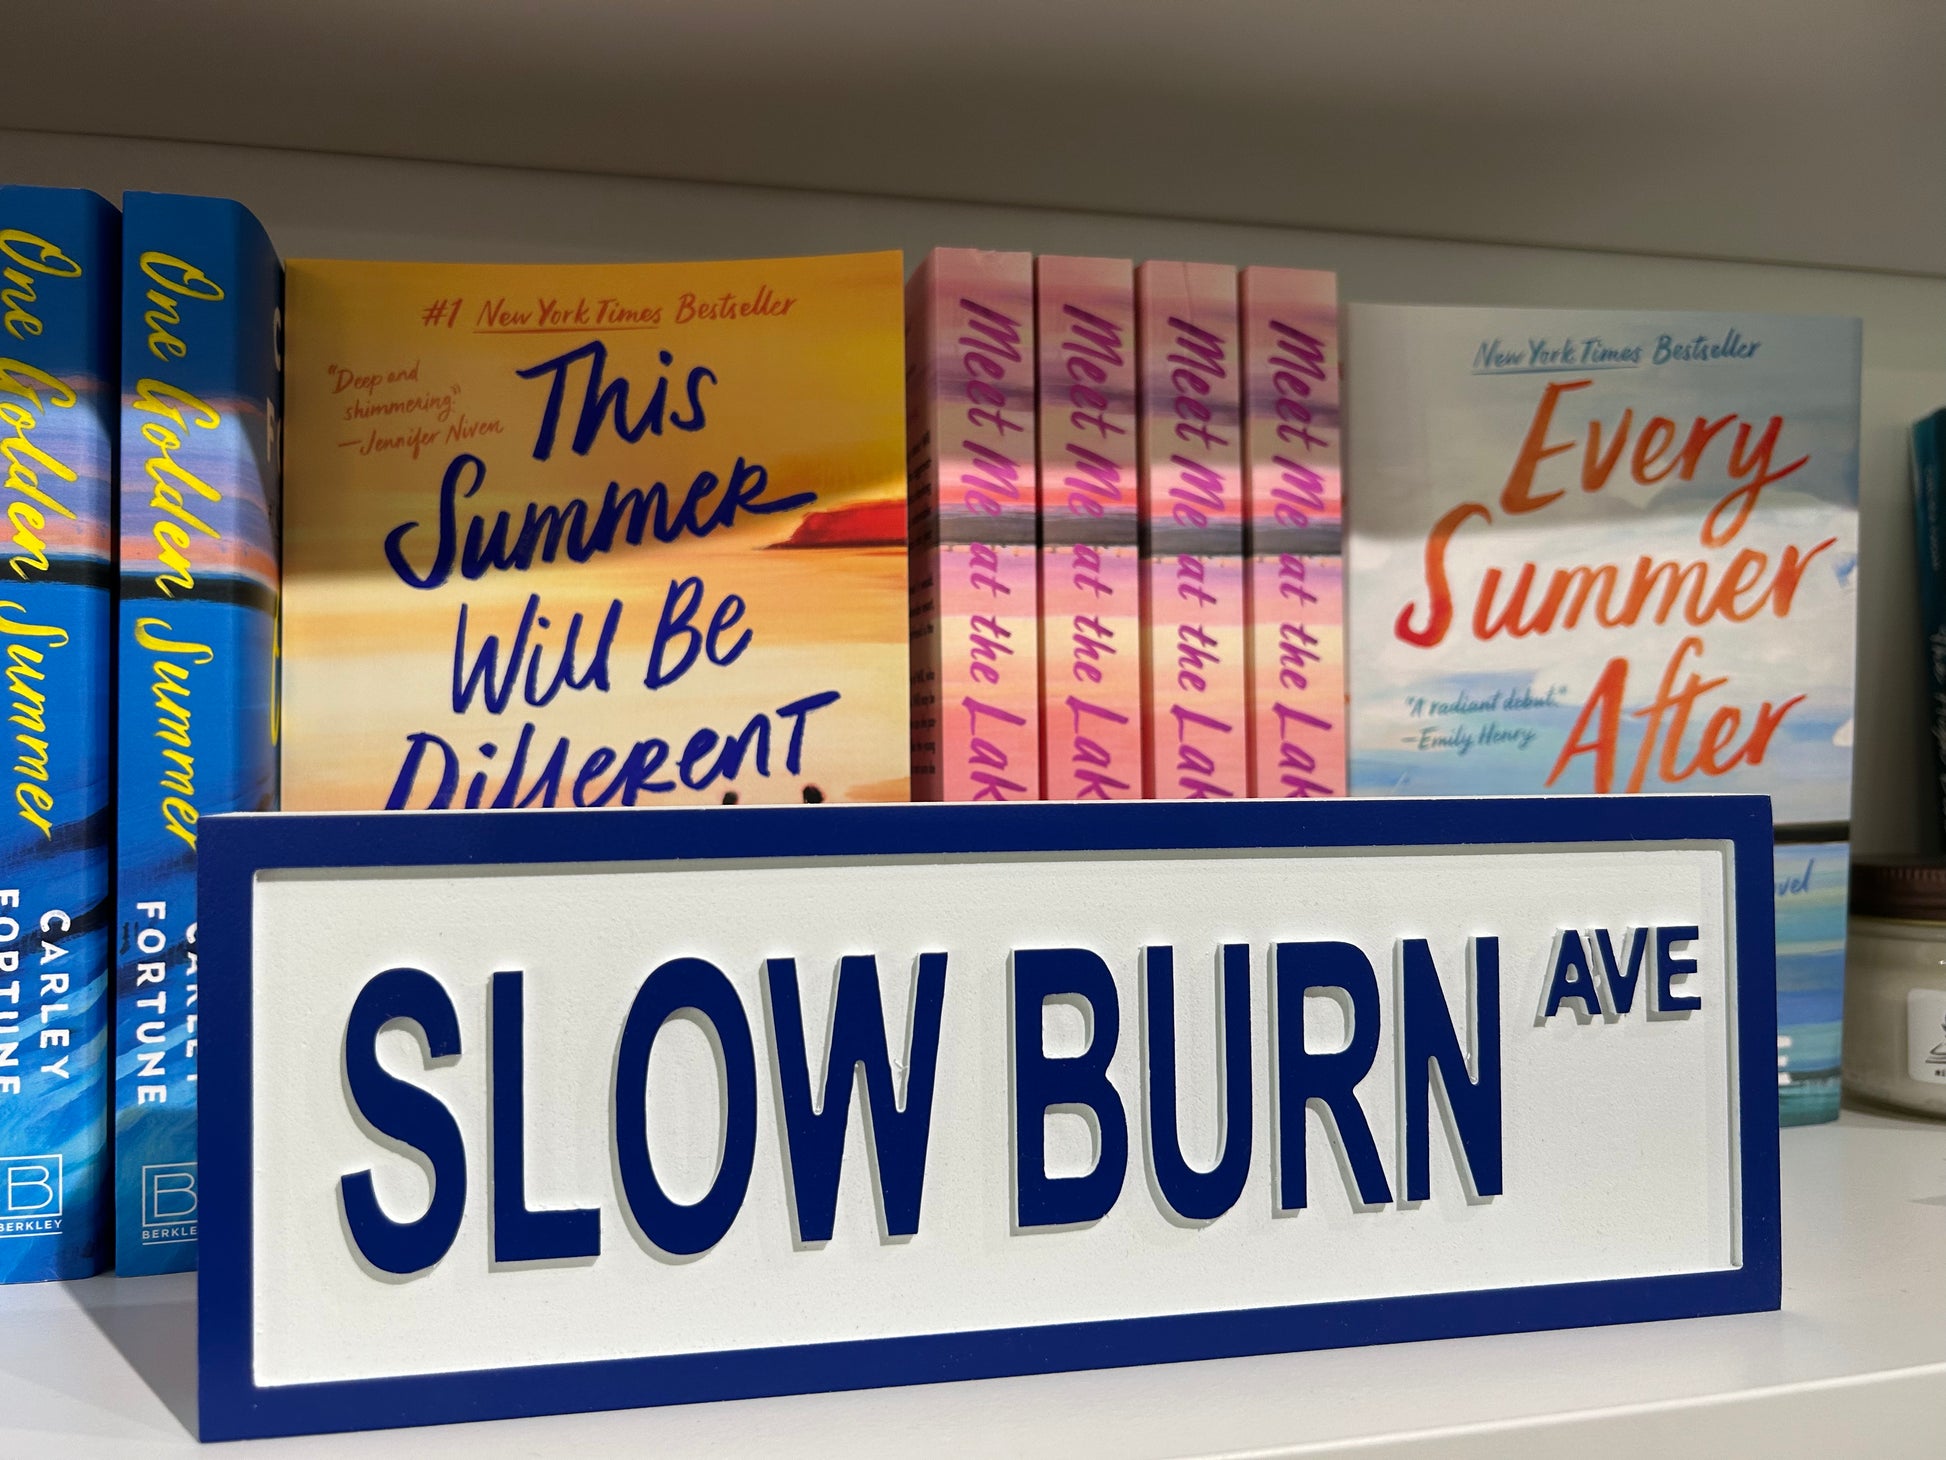 One Golden Summer
CARLEY
FORTUNE
B
BERKLEY
One Golden Summer
FORTUNE
B
#1 New York Times Bestseller
"Deep and
shimmering."
—Jennifer Niven
This
Summer
Will Be
Different
Meet Me at the Lak
Meet Me at the Lak
Meet Me at the Lak
Meet Me at the Lak
New York Times Bestseller
Every
Summer
After
"A radiant debut."
—Emily Henry
SLOW BURN AVE